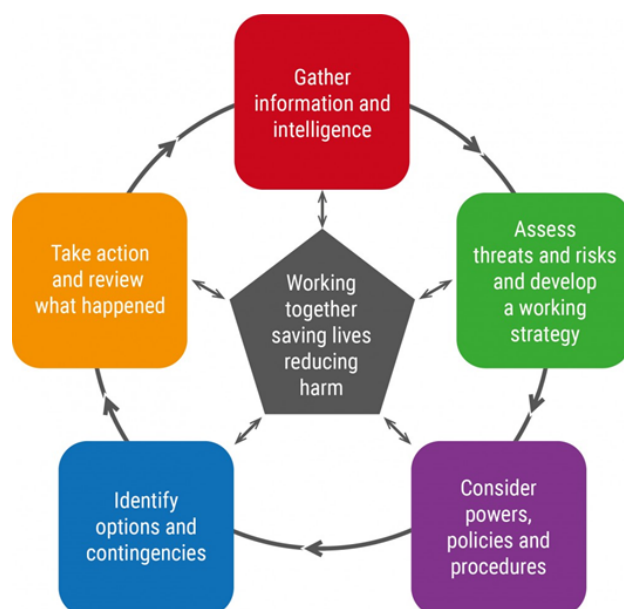 Gather
information and
intelligence
Assess
threats and risks
and develop
a working
strategy
Consider
powers,
policies and
procedures
Identify
options and
contingencies
Take action
and review
what happened
Working
together
saving lives
reducing
harm